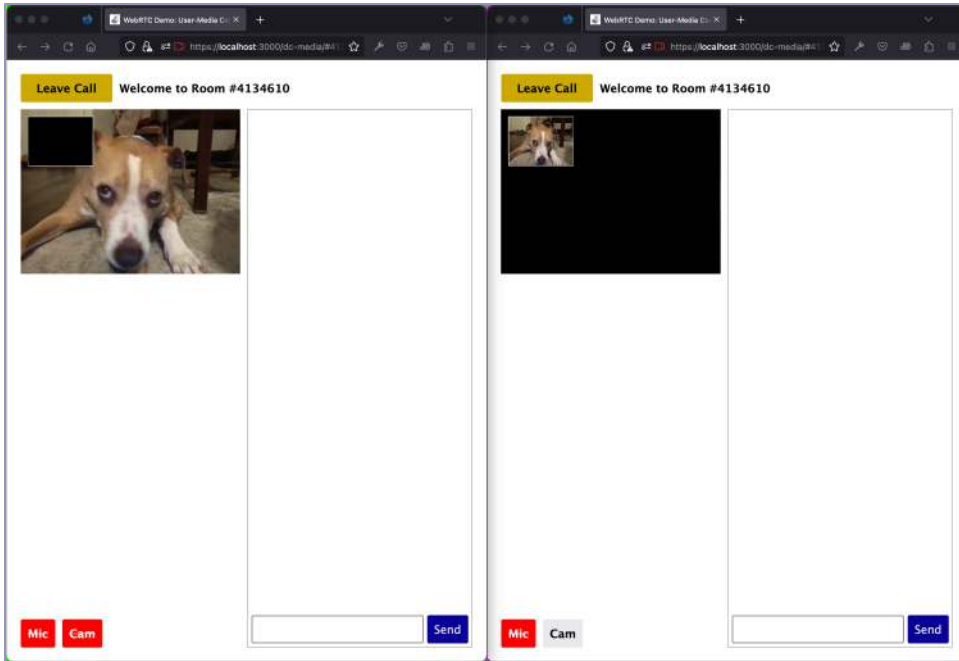 WebRTC Demo: User-Media Co
https://localhost:3000/dc-media/#41
Leave Call
Welcome to Room #4134610
Mic
Cam
Send
WebRTC Demo: User-Media Co
https://localhost:3000/dc-media/#41
Leave Call
Welcome to Room #4134610
Mic
Cam
Send